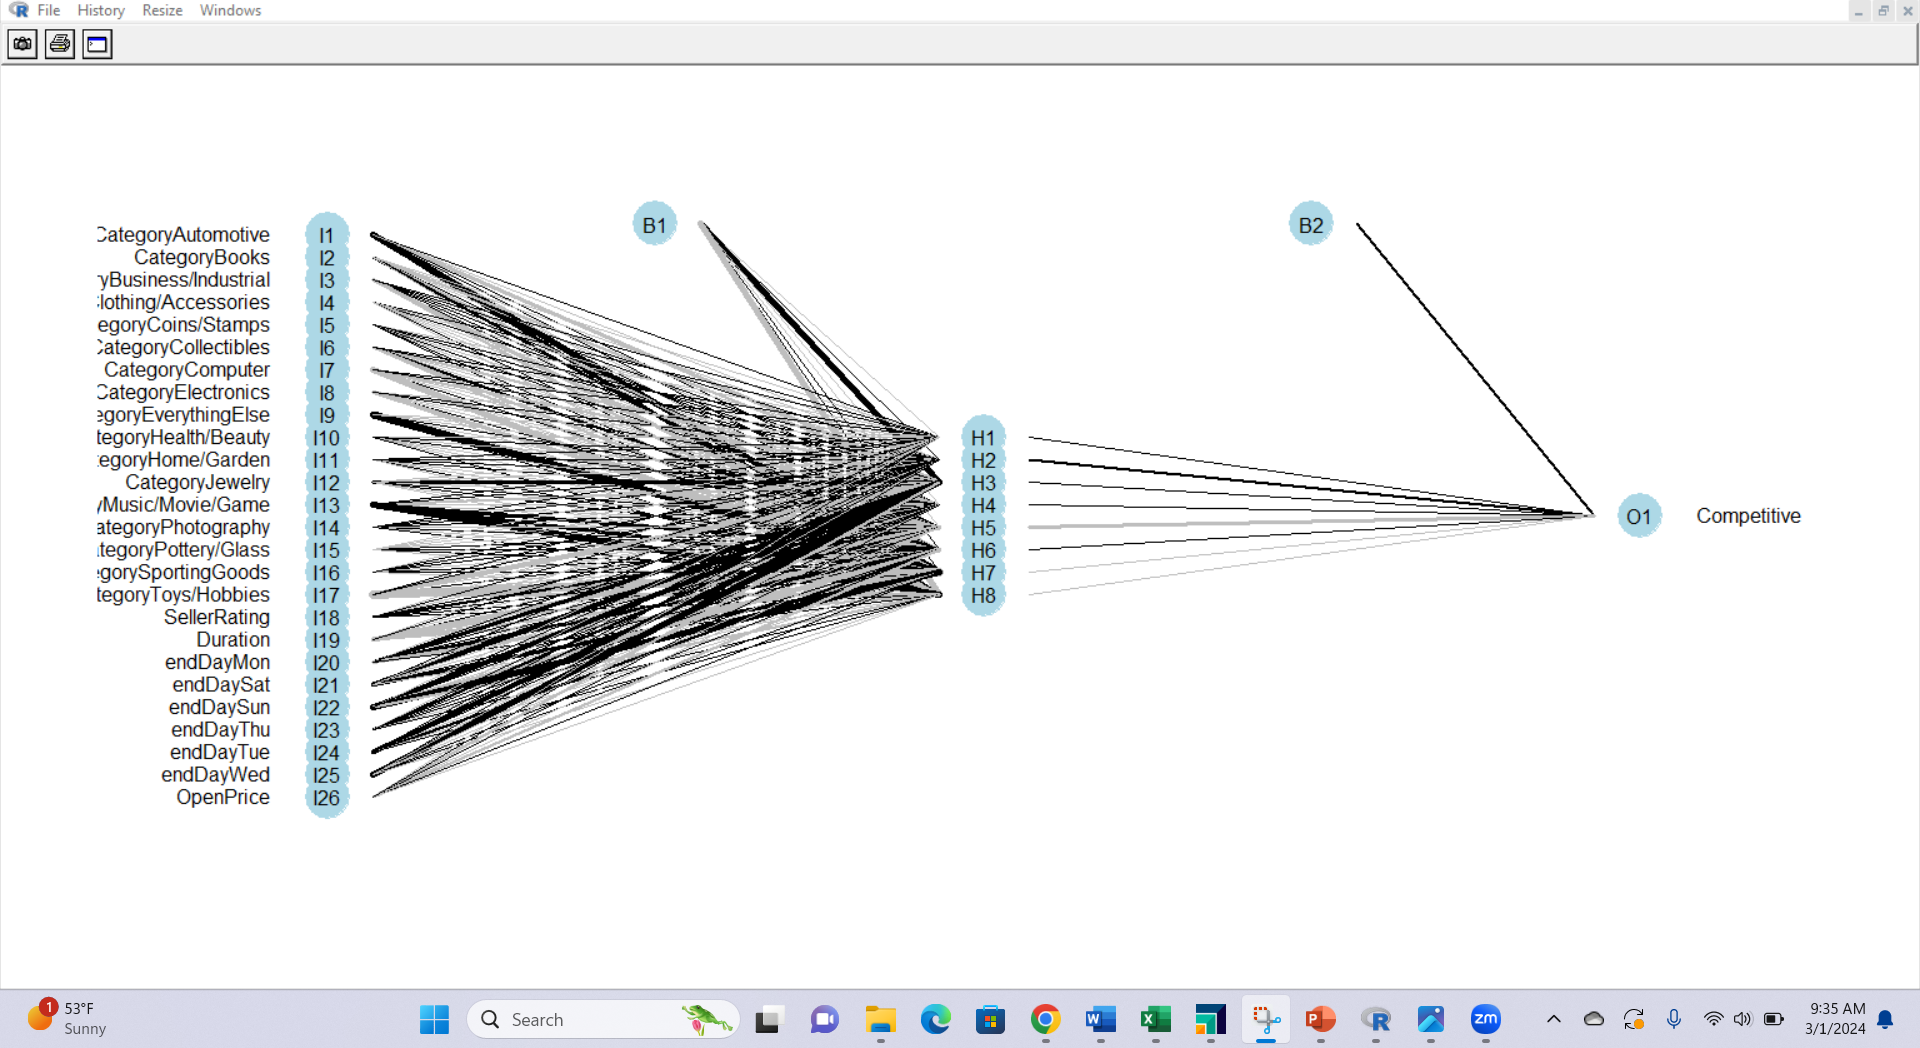 File History Resize Windows
B1 B2
CategoryAutomotive I1
CategoryBooks I2
yBusiness/Industrial I3
lothing/Accessories I4
egoryCoins/Stamps I5
CategoryCollectibles I6
CategoryComputer I7
CategoryElectronics I8
egoryEverythingElse I9
tegoryHealth/Beauty I10 H1
egoryHome/Garden I11 H2
CategoryJewelry I12 H3
yMusic/Movie/Game I13 H4
ategoryPhotography I14 H5
O1 Competitive
ategoryPottery/Glass I15 H6
egorySportingGoods I16 H7
tegoryToys/Hobbies I17 H8
SellerRating I18
Duration I19
endDayMon I20
endDaySat I21
endDaySun I22
endDayThu I23
endDayTue I24
endDayWed I25
OpenPrice I26
1 53°F
Sunny
Search
zm
9:35 AM
3/1/2024